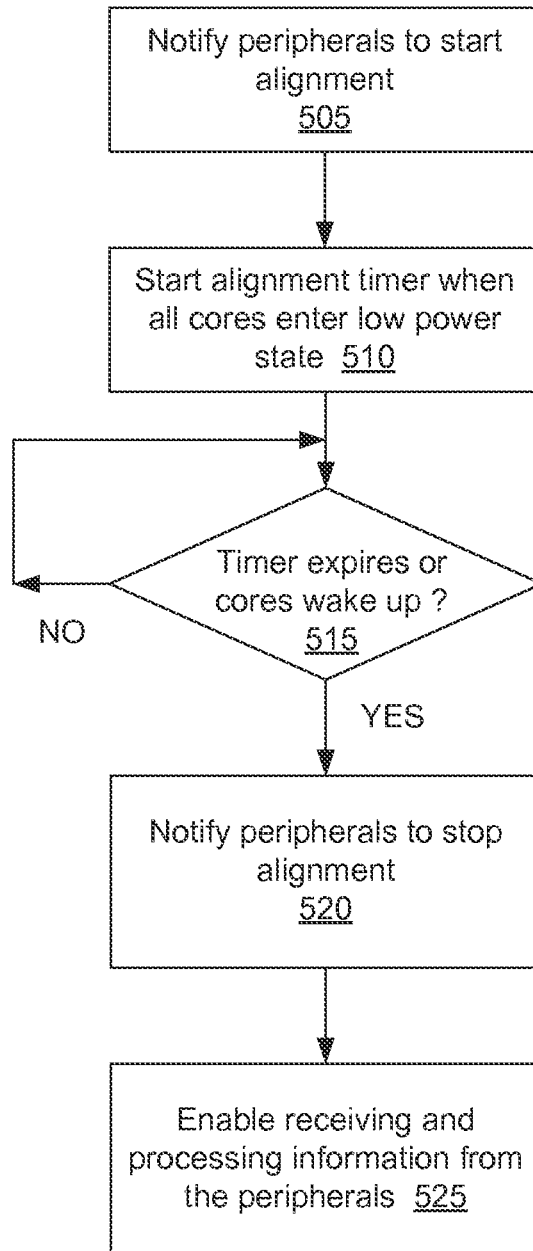 Notify peripherals to start
alignment
505
Start alignment timer when
all cores enter low power
state 510
Timer expires or
cores wake up ?
515
NO
YES
Notify peripherals to stop
alignment
520
Enable receiving and
processing information from
the peripherals 525